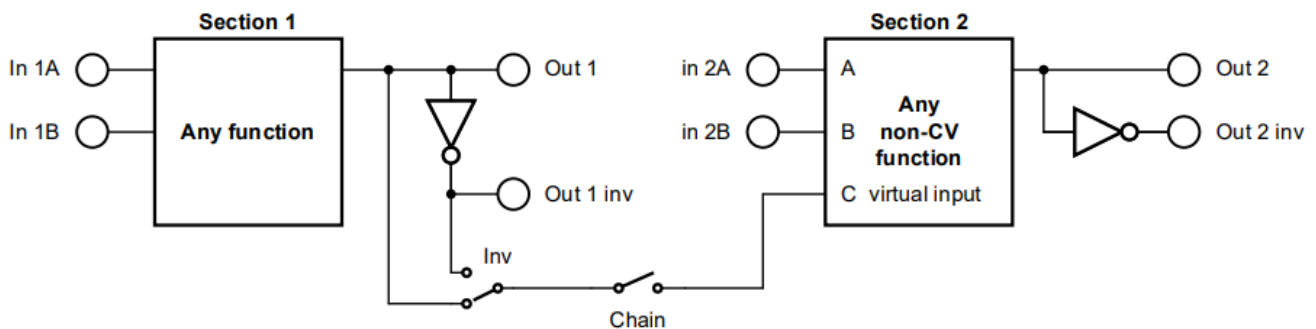 Section 1
Section 2
In 1A
Out 1
in 2A
A
Out 2
In 1B
Any function
in 2B
B
Any
non-CV
function
Out 2 inv
Out 1 inv
C virtual input
Inv
Chain